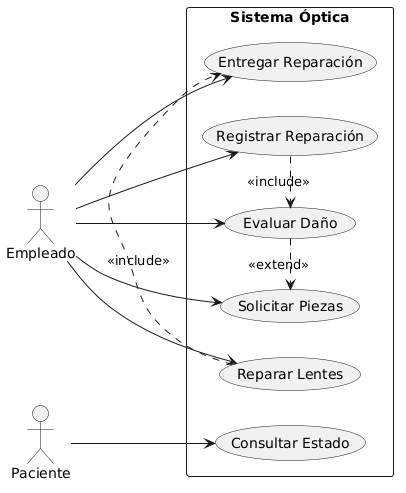 Sistema Óptica
Entregar Reparación
Registrar Reparación
«include»
Empleado
Evaluar Daño
«include»
«extend»
Solicitar Piezas
Reparar Lentes
Consultar Estado
Paciente